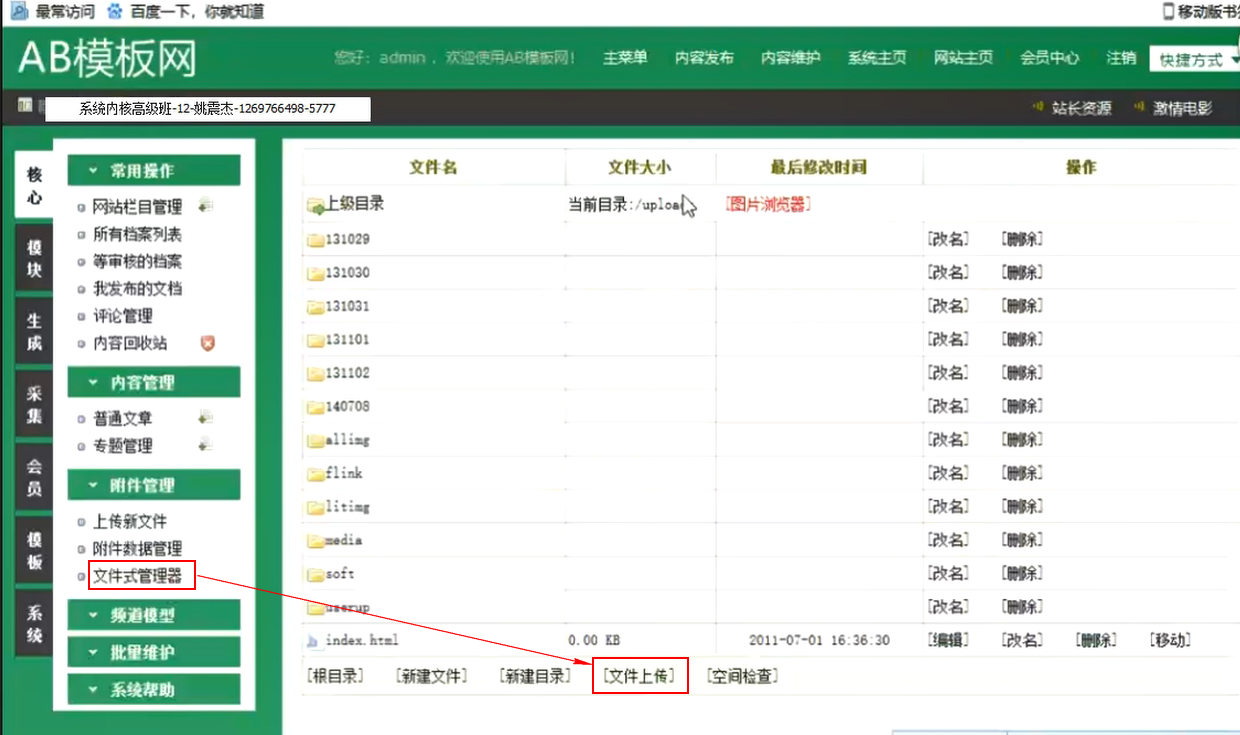 最常访问 百度一下，你就知道 移动版书
AB模板网 您好：admin ，欢迎使用AB模板网！ 主菜单 内容发布 内容维护 系统主页 网站主页 会员中心 注销 快捷方式
系统内核高级班-12-姚震杰-1269766498-5777 站长资源 激情电影
核心
模块
生成
采集
会员
模板
系统
常用操作
网站栏目管理
所有档案列表
等审核的档案
我发布的文档
评论管理
内容回收站
内容管理
普通文章
专题管理
附件管理
上传新文件
附件数据管理
文件式管理器
频道模型
批量维护
系统帮助
文件名 文件大小 最后修改时间 操作
上级目录 当前目录:/uploa [图片浏览器]
131029 [改名] [删除]
131030 [改名] [删除]
131031 [改名] [删除]
131101 [改名] [删除]
131102 [改名] [删除]
140708 [改名] [删除]
allimg [改名] [删除]
flink [改名] [删除]
litimg [改名] [删除]
media [改名] [删除]
soft [改名] [删除]
userup [改名] [删除]
index.html 0.00 KB 2011-07-01 16:36:30 [编辑] [改名] [删除] [移动]
[根目录] [新建文件] [新建目录] [文件上传] [空间检查]